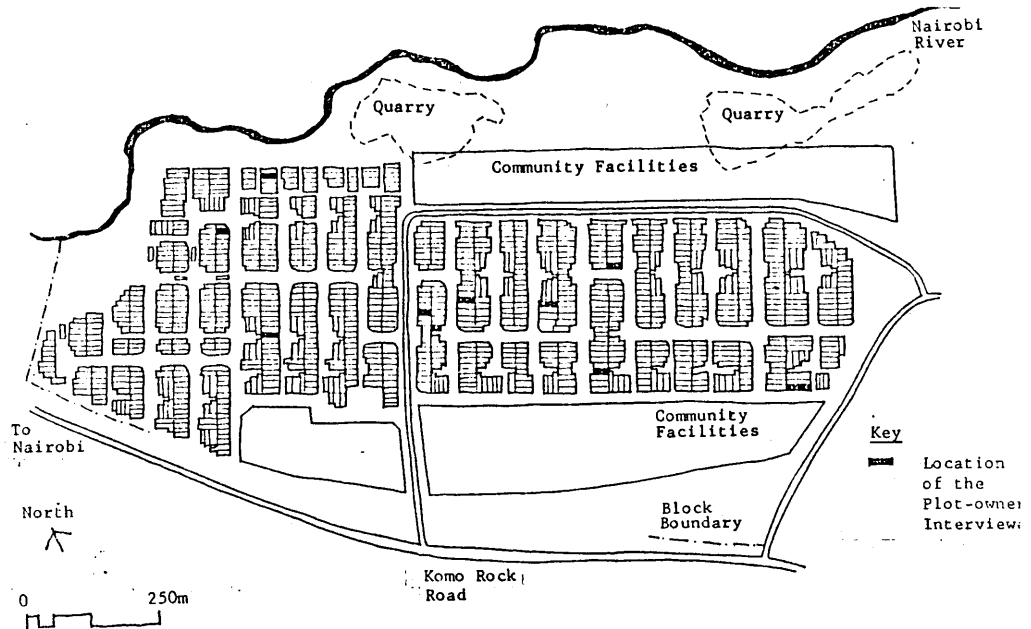 Nairobi
River
Quarry
Quarry
Community Facilities
To
Nairobi
Community
Facilities
Key
Location
of the
Plot-owner
Interviewe
North
Block
Boundary
Komo Rock
Road
0 250m